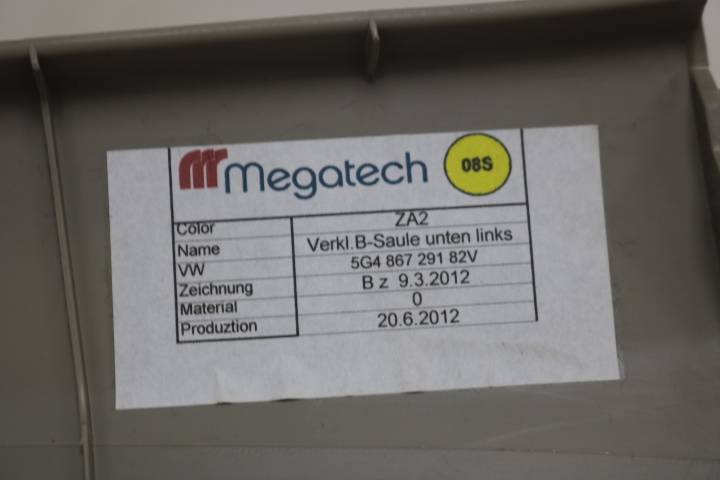 megatech 08S
Color ZA2
Name Verkl.B-Saule unten links
VW 5G4 867 291 82V
Zeichnung B z 9.3.2012
Material 0
Produztion 20.6.2012